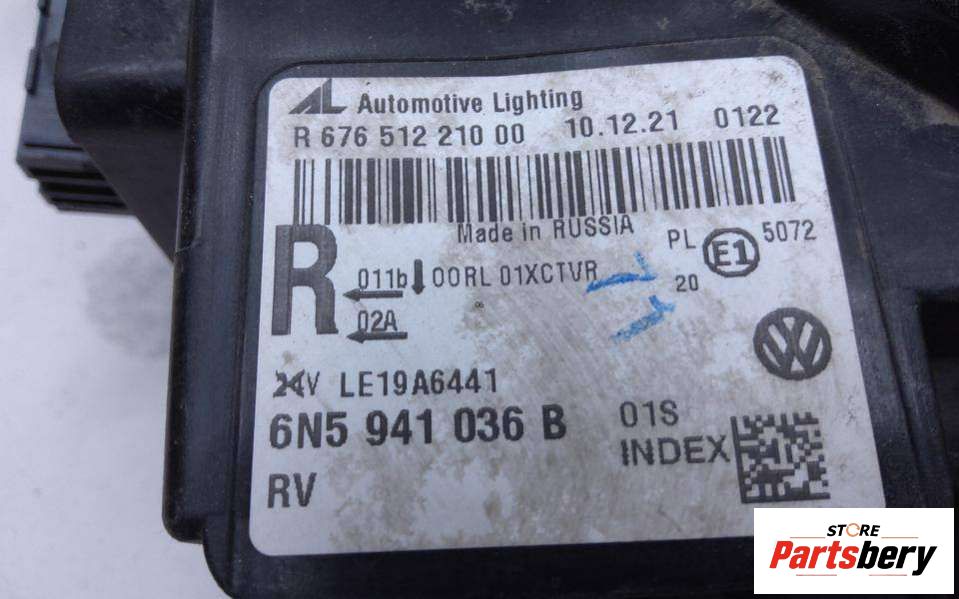 AL Automotive Lighting
R 676 512 210 00 10.12.21 0122
Made in RUSSIA
R
011b 00RL 01XCTVR PL E1 5072
02A 20
24V LE19A6441
6N5 941 036 B 01S
INDEX
RV
STORE
Partsbery